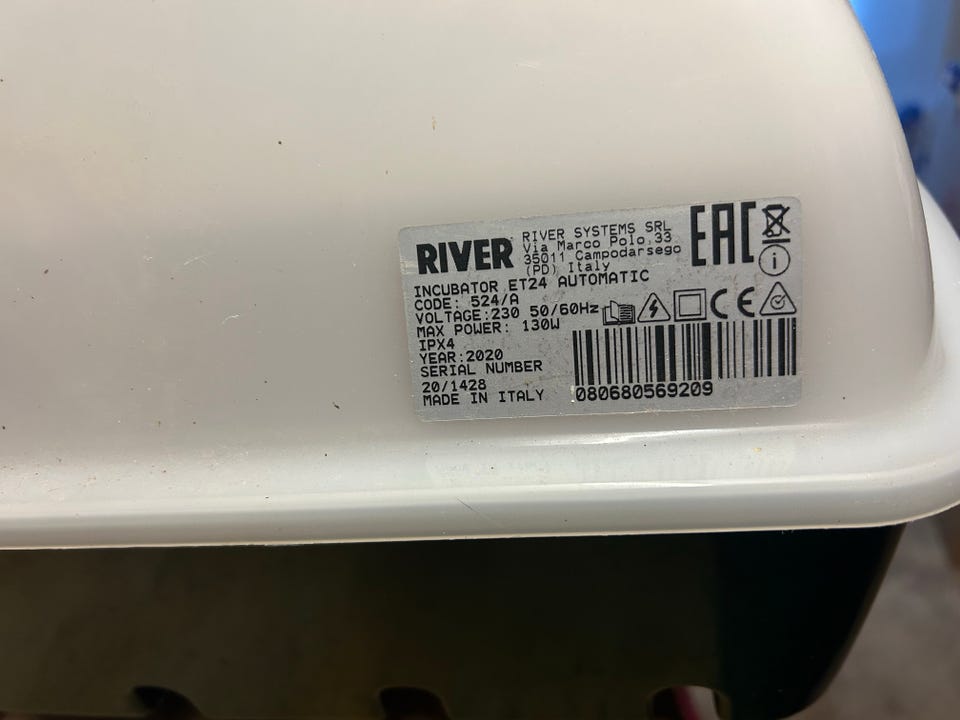 RIVER
RIVER SYSTEMS SRL
Via Marco Polo,33
35011 Campodarsego
(PD) Italy
EAC
INCUBATOR ET24 AUTOMATIC
CODE: 524/A
VOLTAGE:230 50/60Hz
CE
MAX POWER: 130W
IPX4
YEAR:2020
SERIAL NUMBER
20/1428
MADE IN ITALY
080680569209